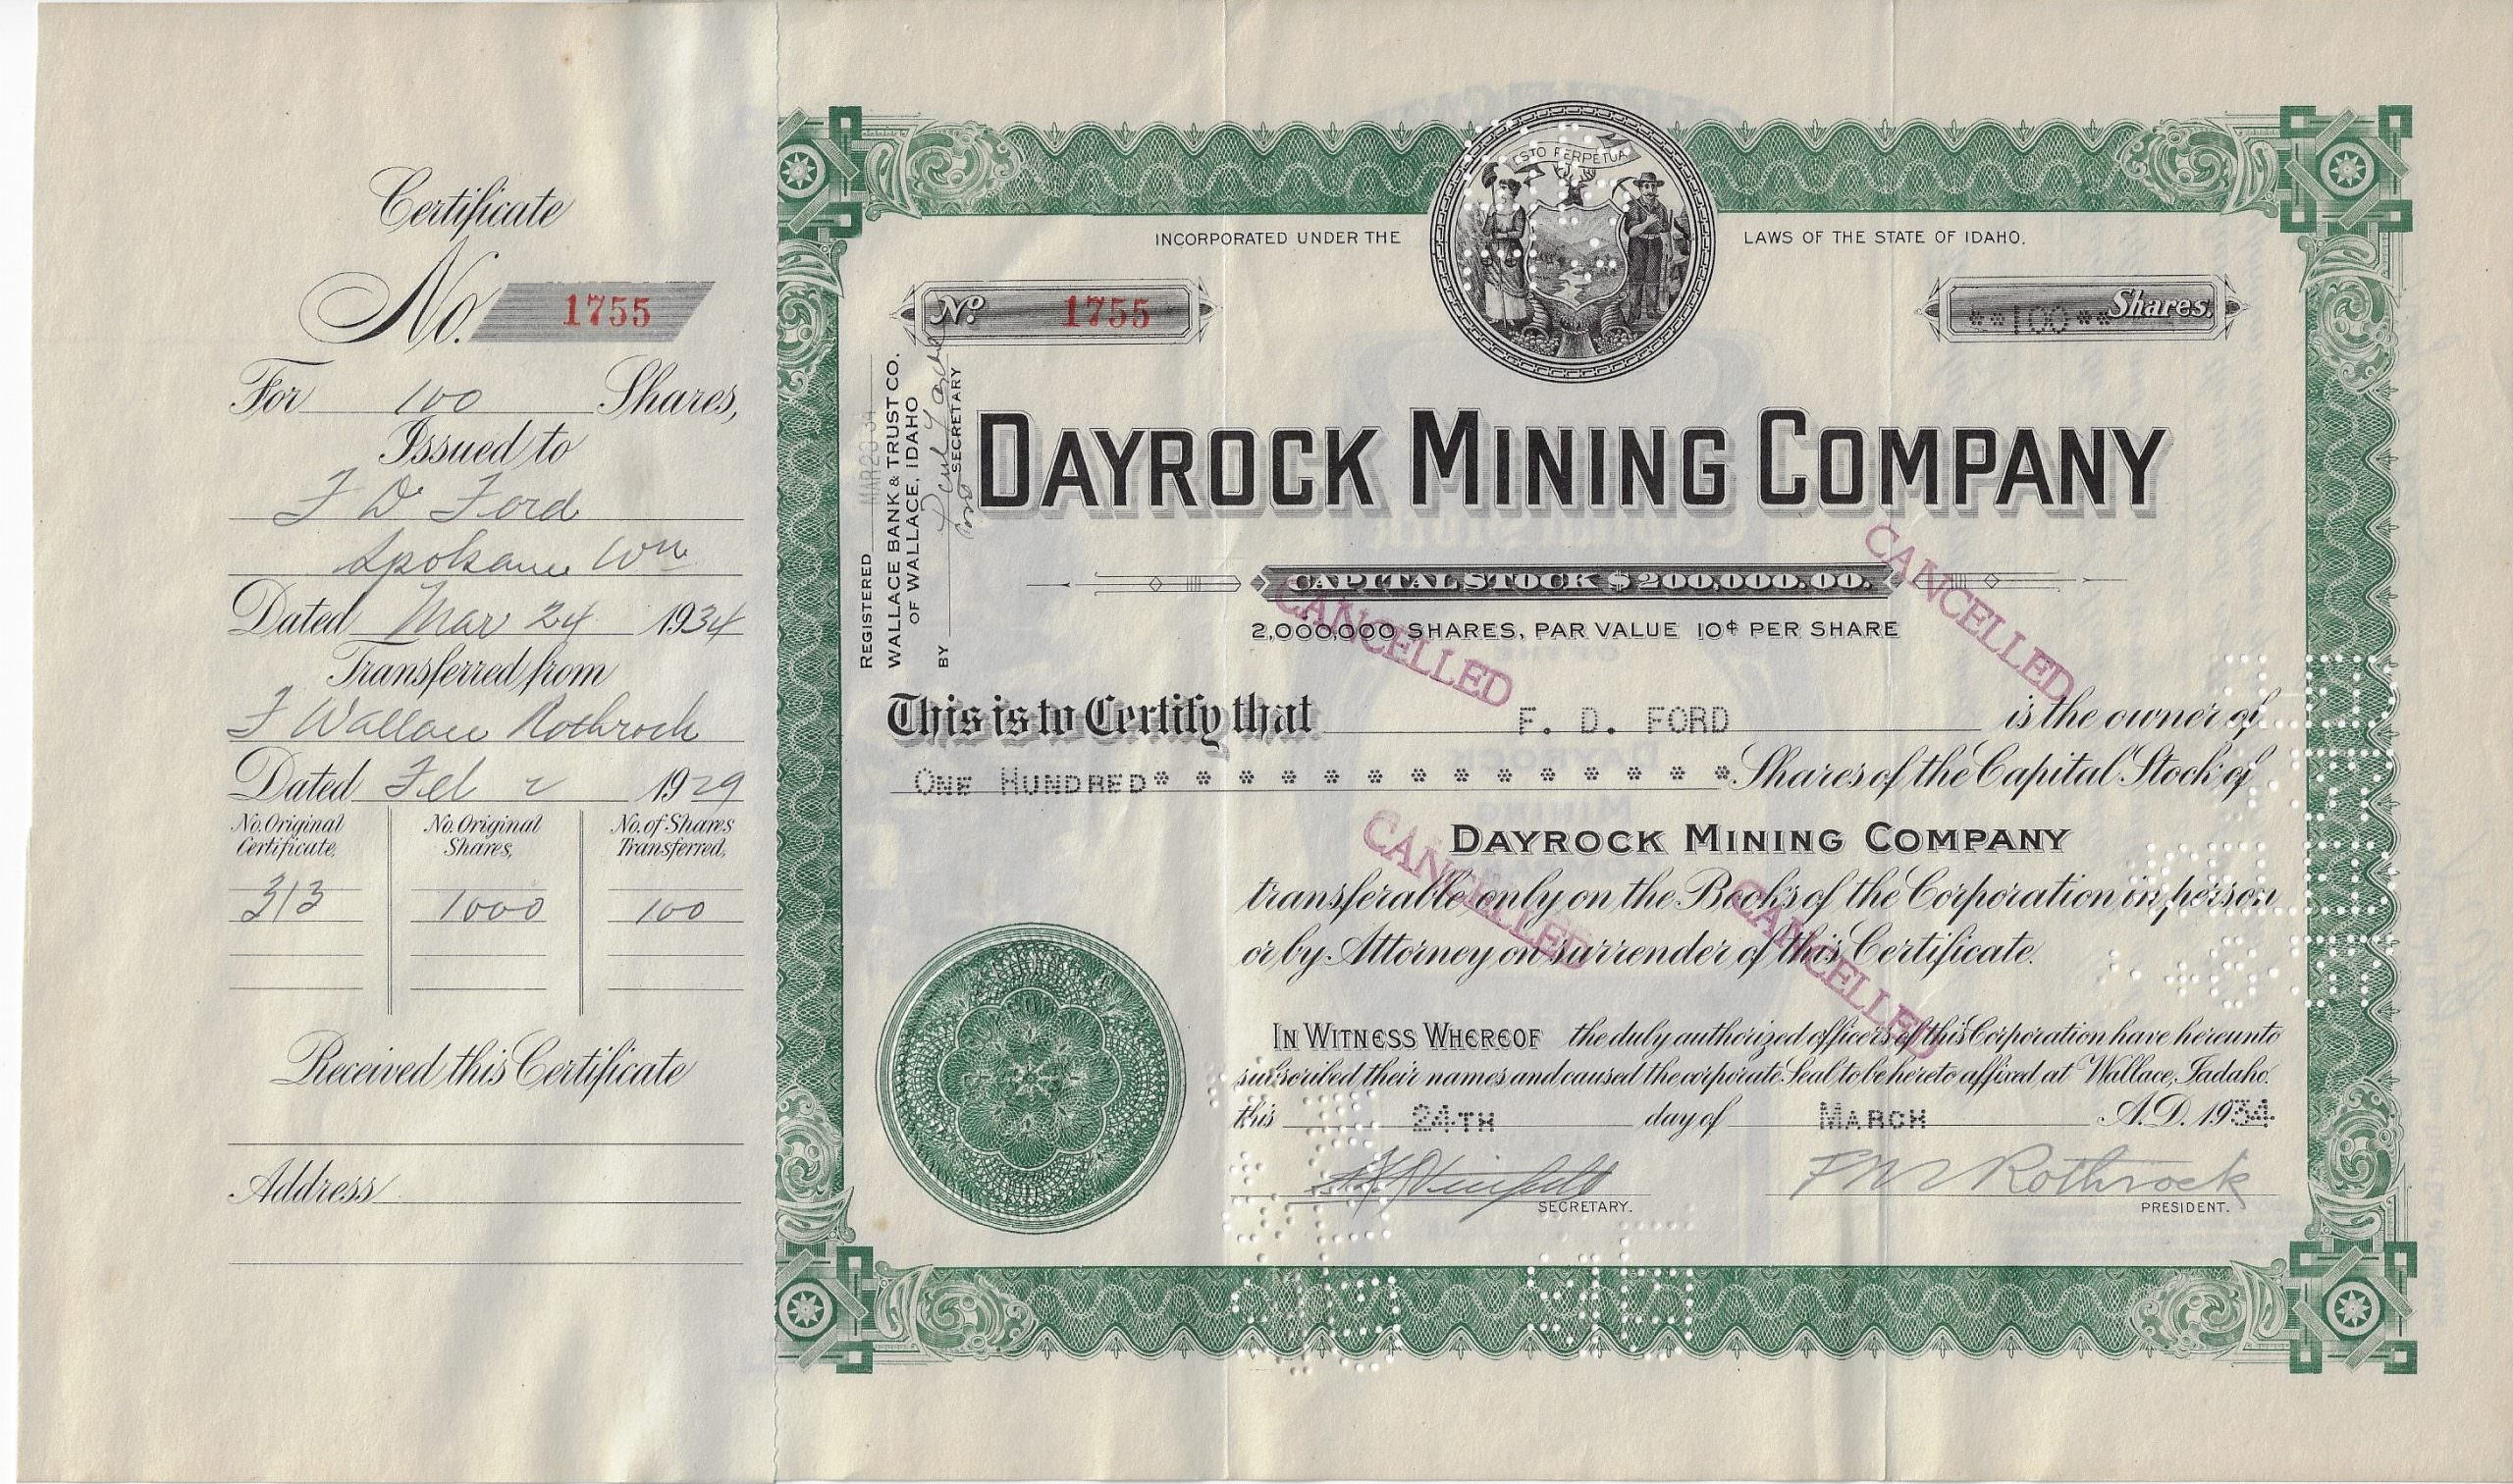 Certificate
No. 1755
For 100 Shares,
Issued to
F D Ford
Spokane Wn
Dated Mar 24 1934
Transferred from
F Wallace Rothrock
Dated Feb 2 1929
No. Original Certificate,
No. Original Shares,
No. of Shares Transferred,
313 1000 100
Received this Certificate
Address
ESTO PERPETUA
INCORPORATED UNDER THE LAWS OF THE STATE OF IDAHO.
No. 1755
**100** Shares.
REGISTERED MAR 20 34
WALLACE BANK & TRUST CO.
OF WALLACE, IDAHO
BY
SECRETARY
DAYROCK MINING COMPANY
CAPITAL STOCK $200,000.00.
2,000,000 SHARES, PAR VALUE 10¢ PER SHARE
CANCELLED
CANCELLED
This is to Certify that F. D. FORD is the owner of
ONE HUNDRED* * * * * * * * * * * * * * Shares of the Capital Stock of
DAYROCK MINING COMPANY
CANCELLED
CANCELLED
transferable only on the Books of the Corporation in person
or by Attorney on surrender of this Certificate.
IN WITNESS WHEREOF the duly authorized officers of this Corporation have hereunto
subscribed their names and caused the corporate Seal to be hereto affixed at Wallace, Iadaho.
this 24TH day of MARCH A.D. 1934
SECRETARY.
F W Rothrock
PRESIDENT.